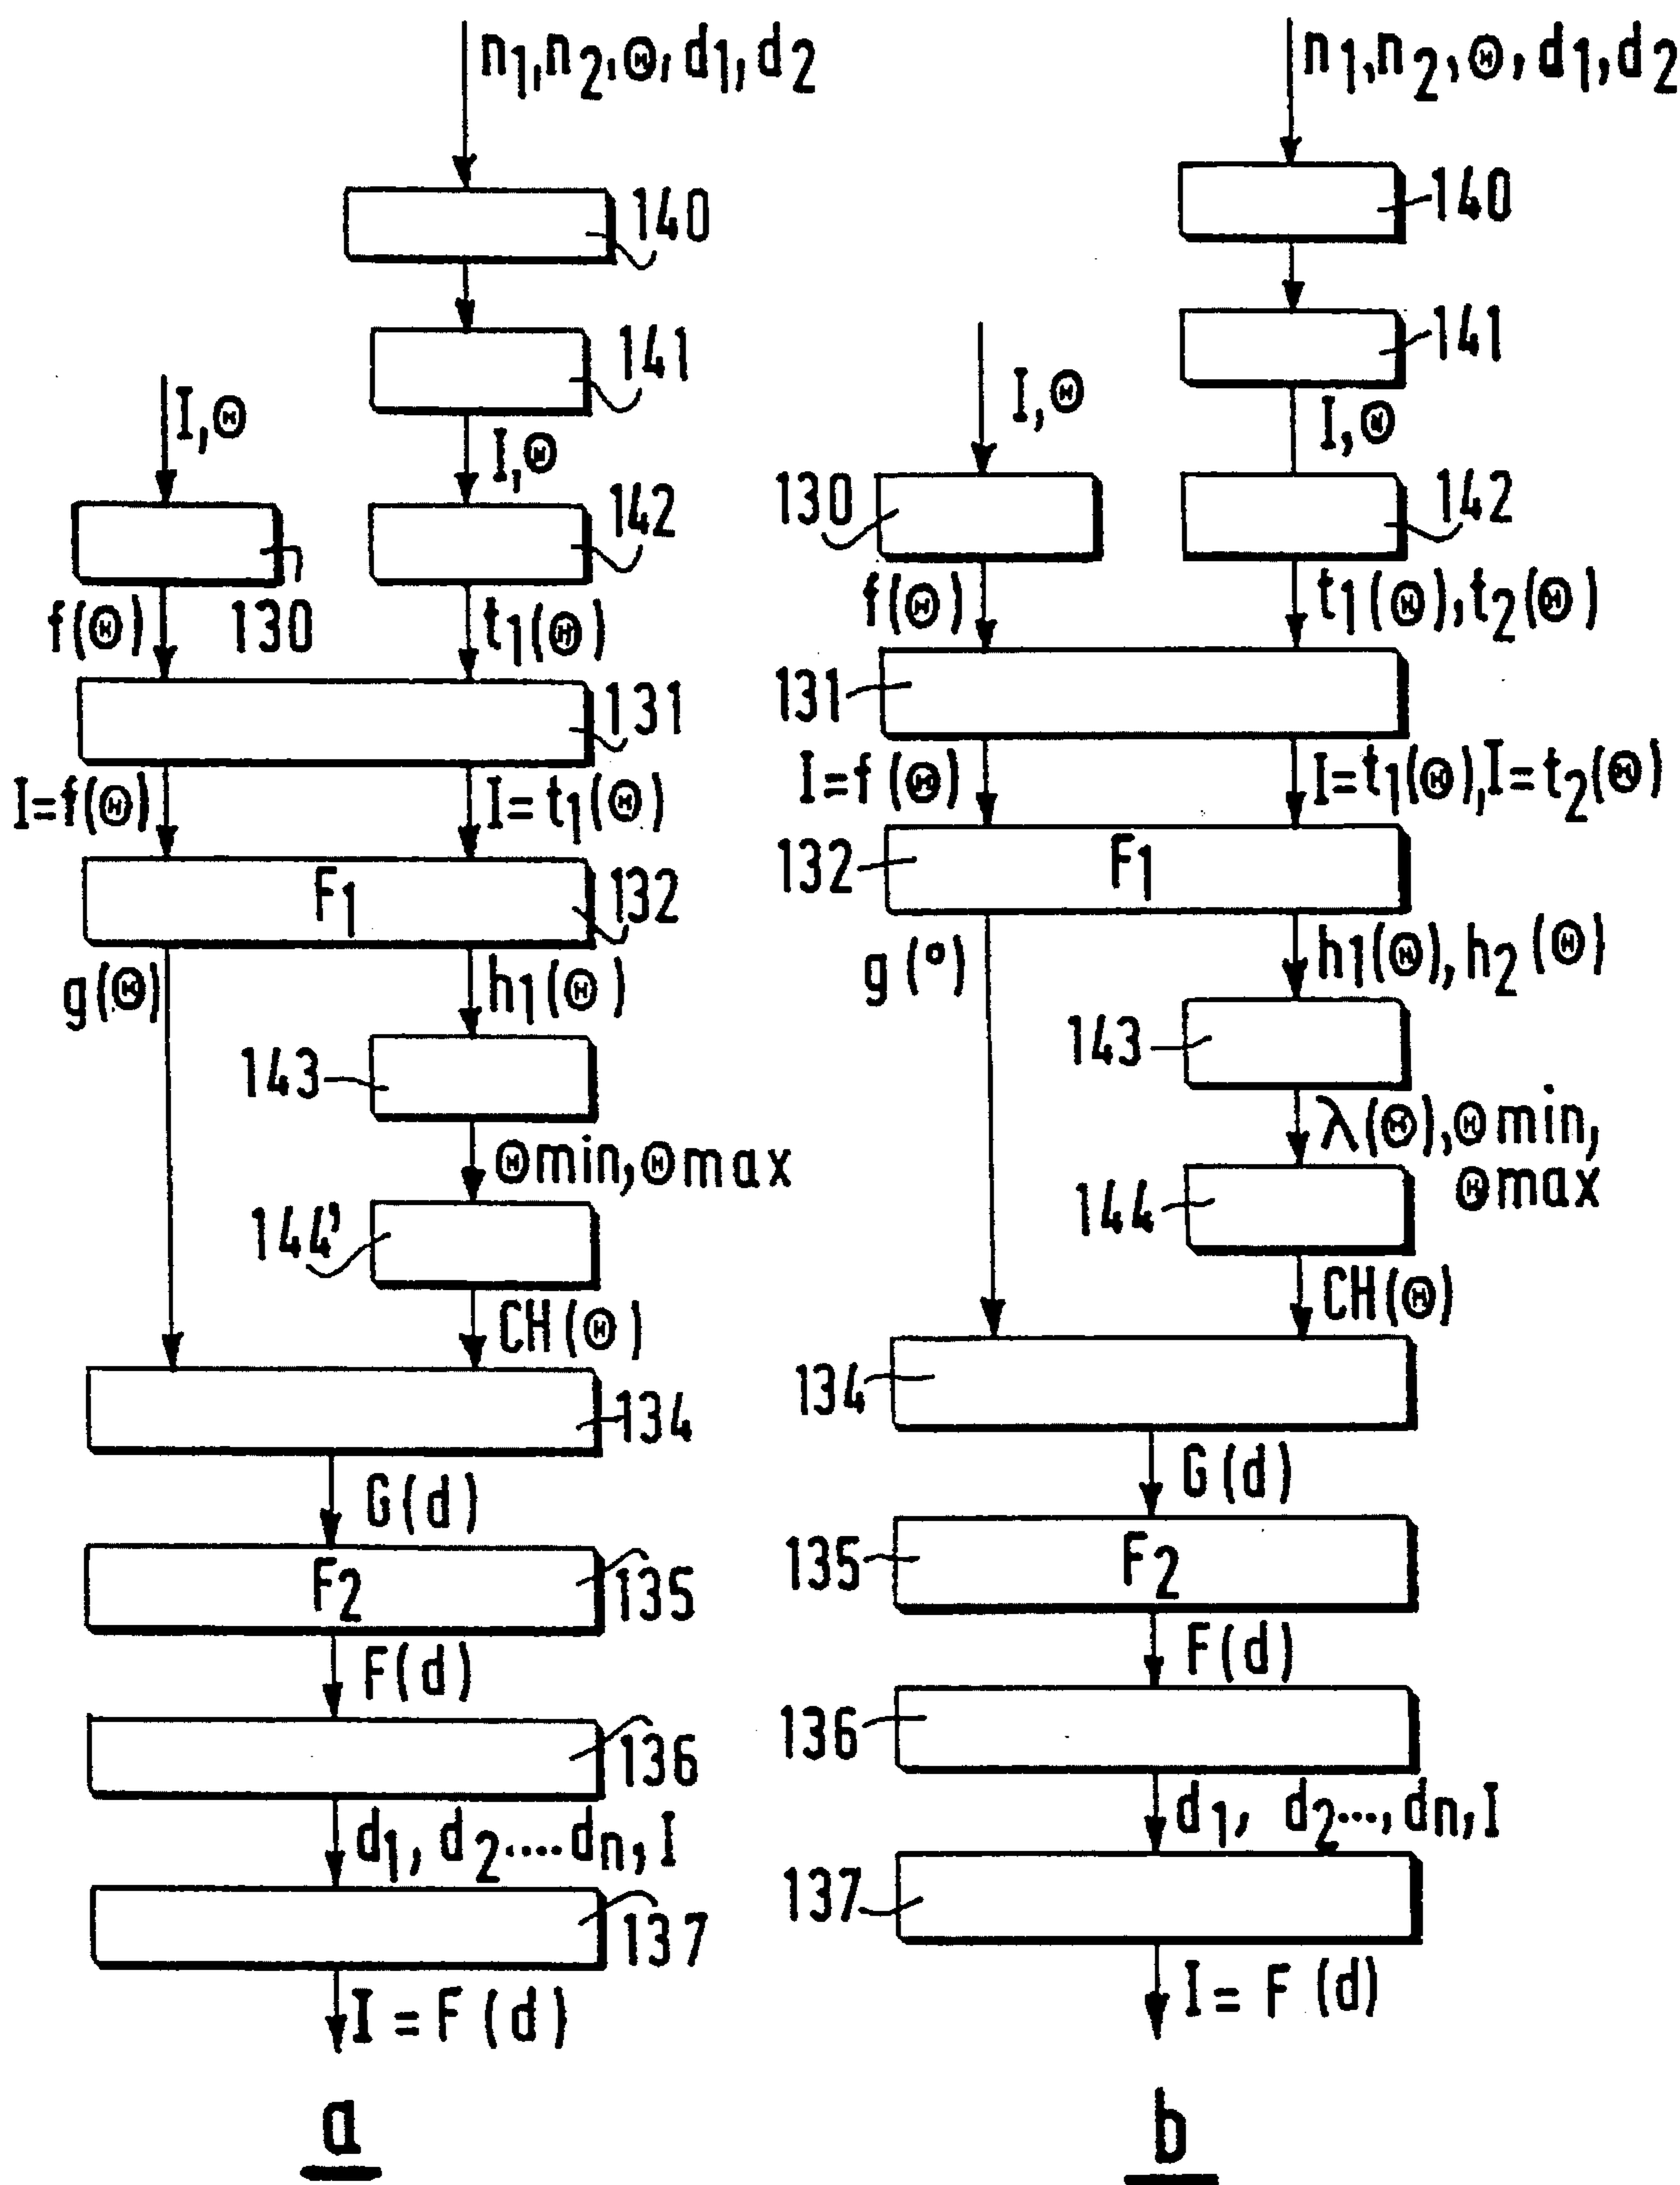 n1, n2, Θ, d1, d2
140
141
I, Θ
I, Θ
142
130
f(Θ)
t1(Θ)
131
I=f(Θ)
I=t1(Θ)
F1
132
g(Θ)
h1(Θ)
143
Θmin, Θmax
144'
CH(Θ)
134
G(d)
F2
135
F(d)
136
d1, d2....dn, I
137
I = F(d)
a
n1, n2, Θ, d1, d2
140
141
I, Θ
I, Θ
130
142
f(Θ)
t1(Θ), t2(Θ)
131
I=f(Θ)
I=t1(Θ), I=t2(Θ)
132
F1
g(°)
h1(Θ), h2(Θ)
143
λ(Θ), Θmin,
Θmax
144
CH(Θ)
134
G(d)
135
F2
F(d)
136
d1, d2..., dn, I
137
I = F(d)
b